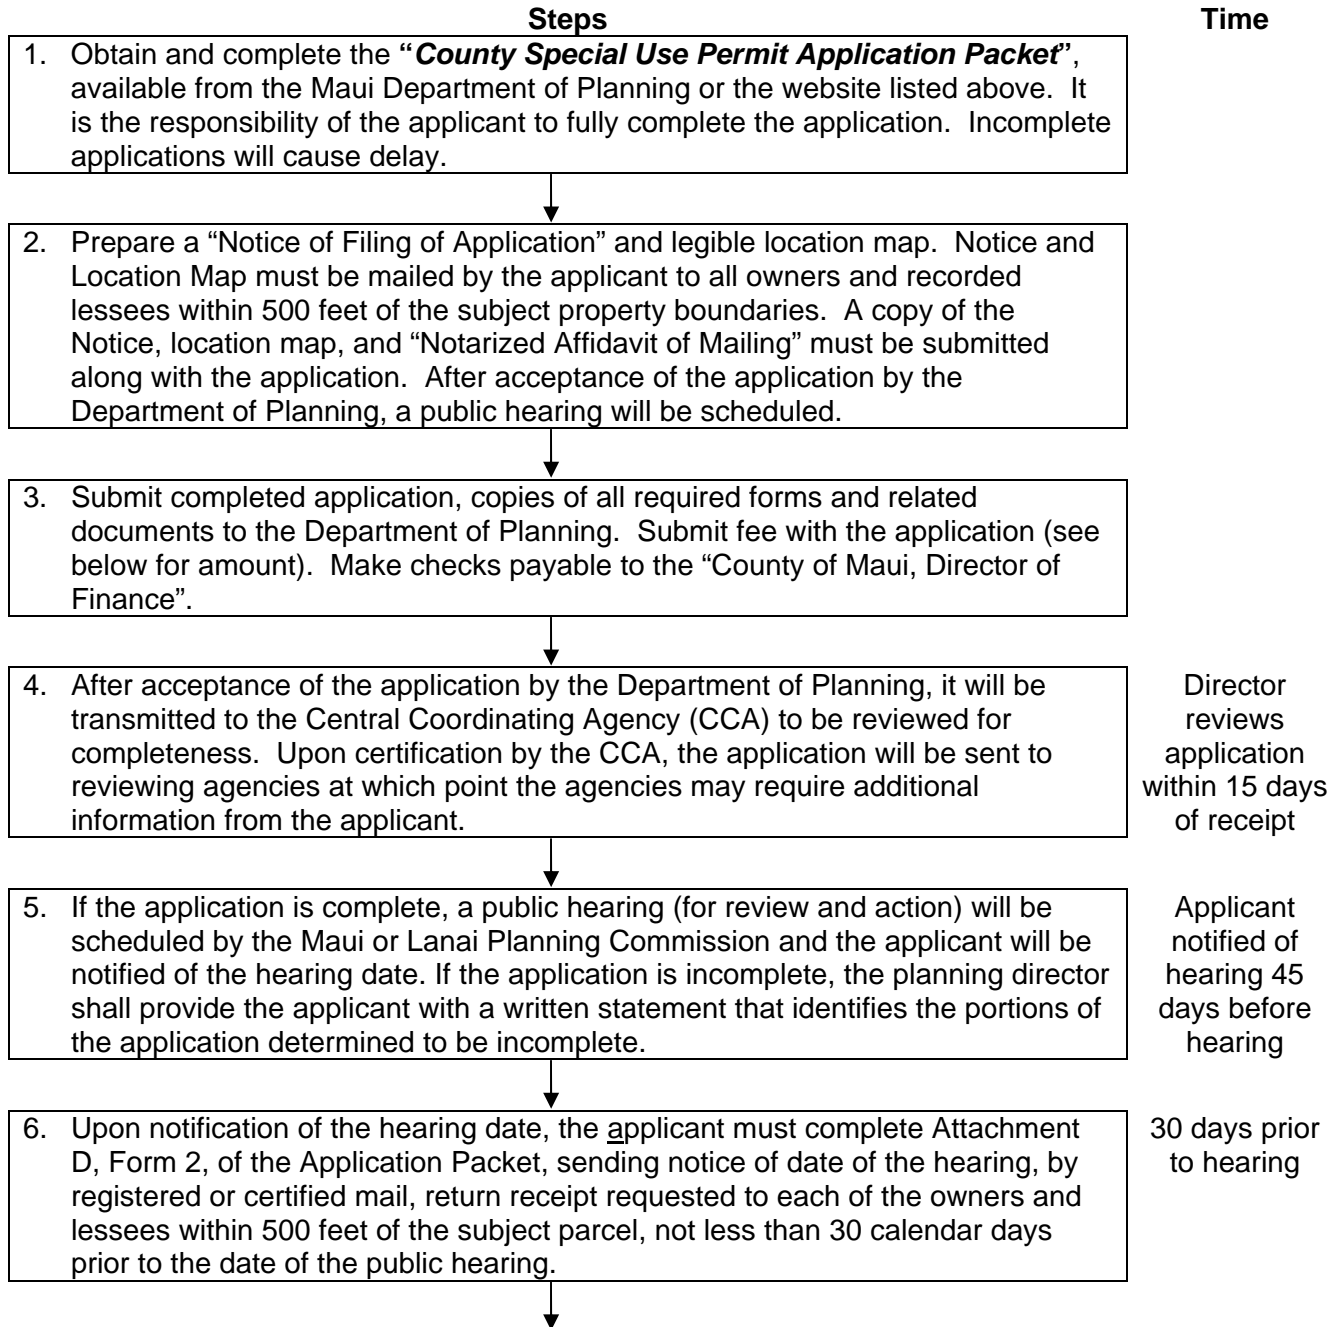 Steps Time
1. Obtain and complete the “County Special Use Permit Application Packet”,
available from the Maui Department of Planning or the website listed above. It
is the responsibility of the applicant to fully complete the application. Incomplete
applications will cause delay.
2. Prepare a “Notice of Filing of Application” and legible location map. Notice and
Location Map must be mailed by the applicant to all owners and recorded
lessees within 500 feet of the subject property boundaries. A copy of the
Notice, location map, and “Notarized Affidavit of Mailing” must be submitted
along with the application. After acceptance of the application by the
Department of Planning, a public hearing will be scheduled.
3. Submit completed application, copies of all required forms and related
documents to the Department of Planning. Submit fee with the application (see
below for amount). Make checks payable to the “County of Maui, Director of
Finance”.
4. After acceptance of the application by the Department of Planning, it will be
transmitted to the Central Coordinating Agency (CCA) to be reviewed for
completeness. Upon certification by the CCA, the application will be sent to
reviewing agencies at which point the agencies may require additional
information from the applicant.
Director
reviews
application
within 15 days
of receipt
5. If the application is complete, a public hearing (for review and action) will be
scheduled by the Maui or Lanai Planning Commission and the applicant will be
notified of the hearing date. If the application is incomplete, the planning director
shall provide the applicant with a written statement that identifies the portions of
the application determined to be incomplete.
Applicant
notified of
hearing 45
days before
hearing
6. Upon notification of the hearing date, the applicant must complete Attachment
D, Form 2, of the Application Packet, sending notice of date of the hearing, by
registered or certified mail, return receipt requested to each of the owners and
lessees within 500 feet of the subject parcel, not less than 30 calendar days
prior to the date of the public hearing.
30 days prior
to hearing